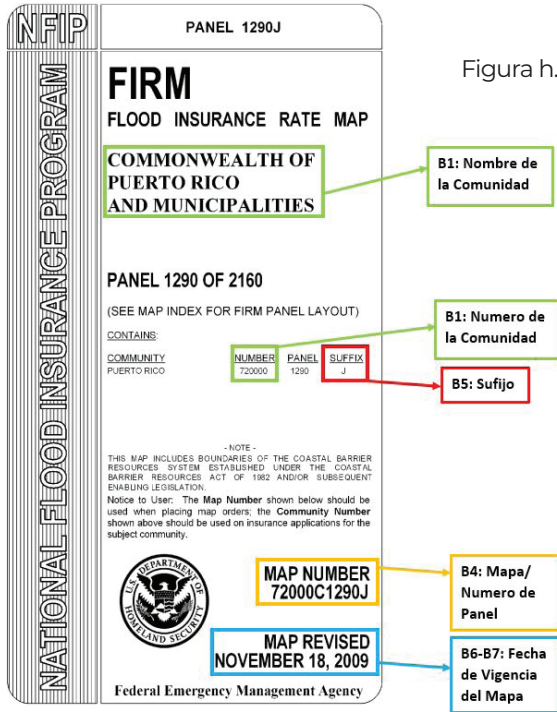 NFIP
PANEL 1290J
NATIONAL FLOOD INSURANCE PROGRAM
FIRM
FLOOD INSURANCE RATE MAP
COMMONWEALTH OF
PUERTO RICO
AND MUNICIPALITIES
PANEL 1290 OF 2160
(SEE MAP INDEX FOR FIRM PANEL LAYOUT)
CONTAINS:
COMMUNITY NUMBER PANEL SUFFIX
PUERTO RICO 720000 1290 J
- NOTE -
THIS MAP INCLUDES BOUNDARIES OF THE COASTAL BARRIER
RESOURCES SYSTEM ESTABLISHED UNDER THE COASTAL
BARRIER RESOURCES ACT OF 1982 AND/OR SUBSEQUENT
ENABLING LEGISLATION.
Notice to User: The Map Number shown below should be
used when placing map orders; the Community Number
shown above should be used on insurance applications for the
subject community.
U.S. DEPARTMENT OF HOMELAND SECURITY
MAP NUMBER
72000C1290J
MAP REVISED
NOVEMBER 18, 2009
Federal Emergency Management Agency
Figura h.
B1: Nombre de
la Comunidad
B1: Numero de
la Comunidad
B5: Sufijo
B4: Mapa/
Numero de
Panel
B6-B7: Fecha
de Vigencia
del Mapa